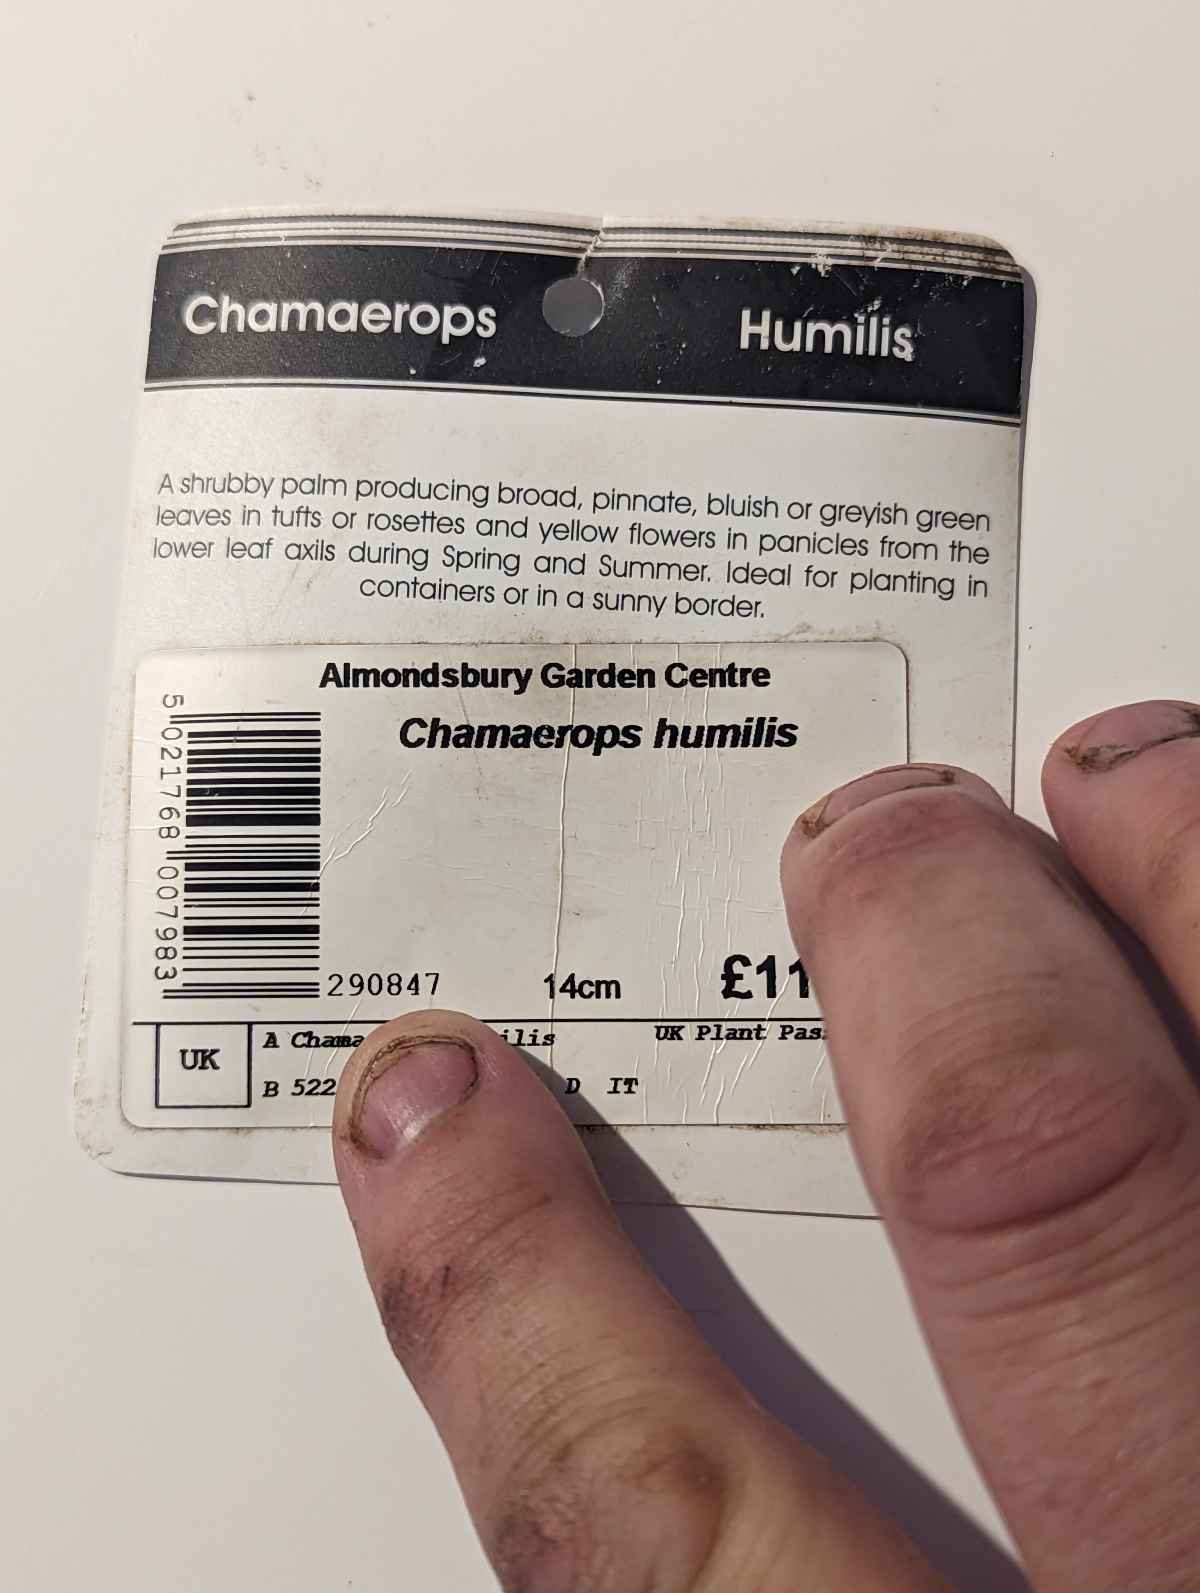 Chamaerops Humilis
A shrubby palm producing broad, pinnate, bluish or greyish green
leaves in tufts or rosettes and yellow flowers in panicles from the
lower leaf axils during Spring and Summer. Ideal for planting in
containers or in a sunny border.
Almondsbury Garden Centre
Chamaerops humilis
5 021768 007983
290847 14cm £11
UK
A Chama ilis UK Plant Pas
B 522 D IT